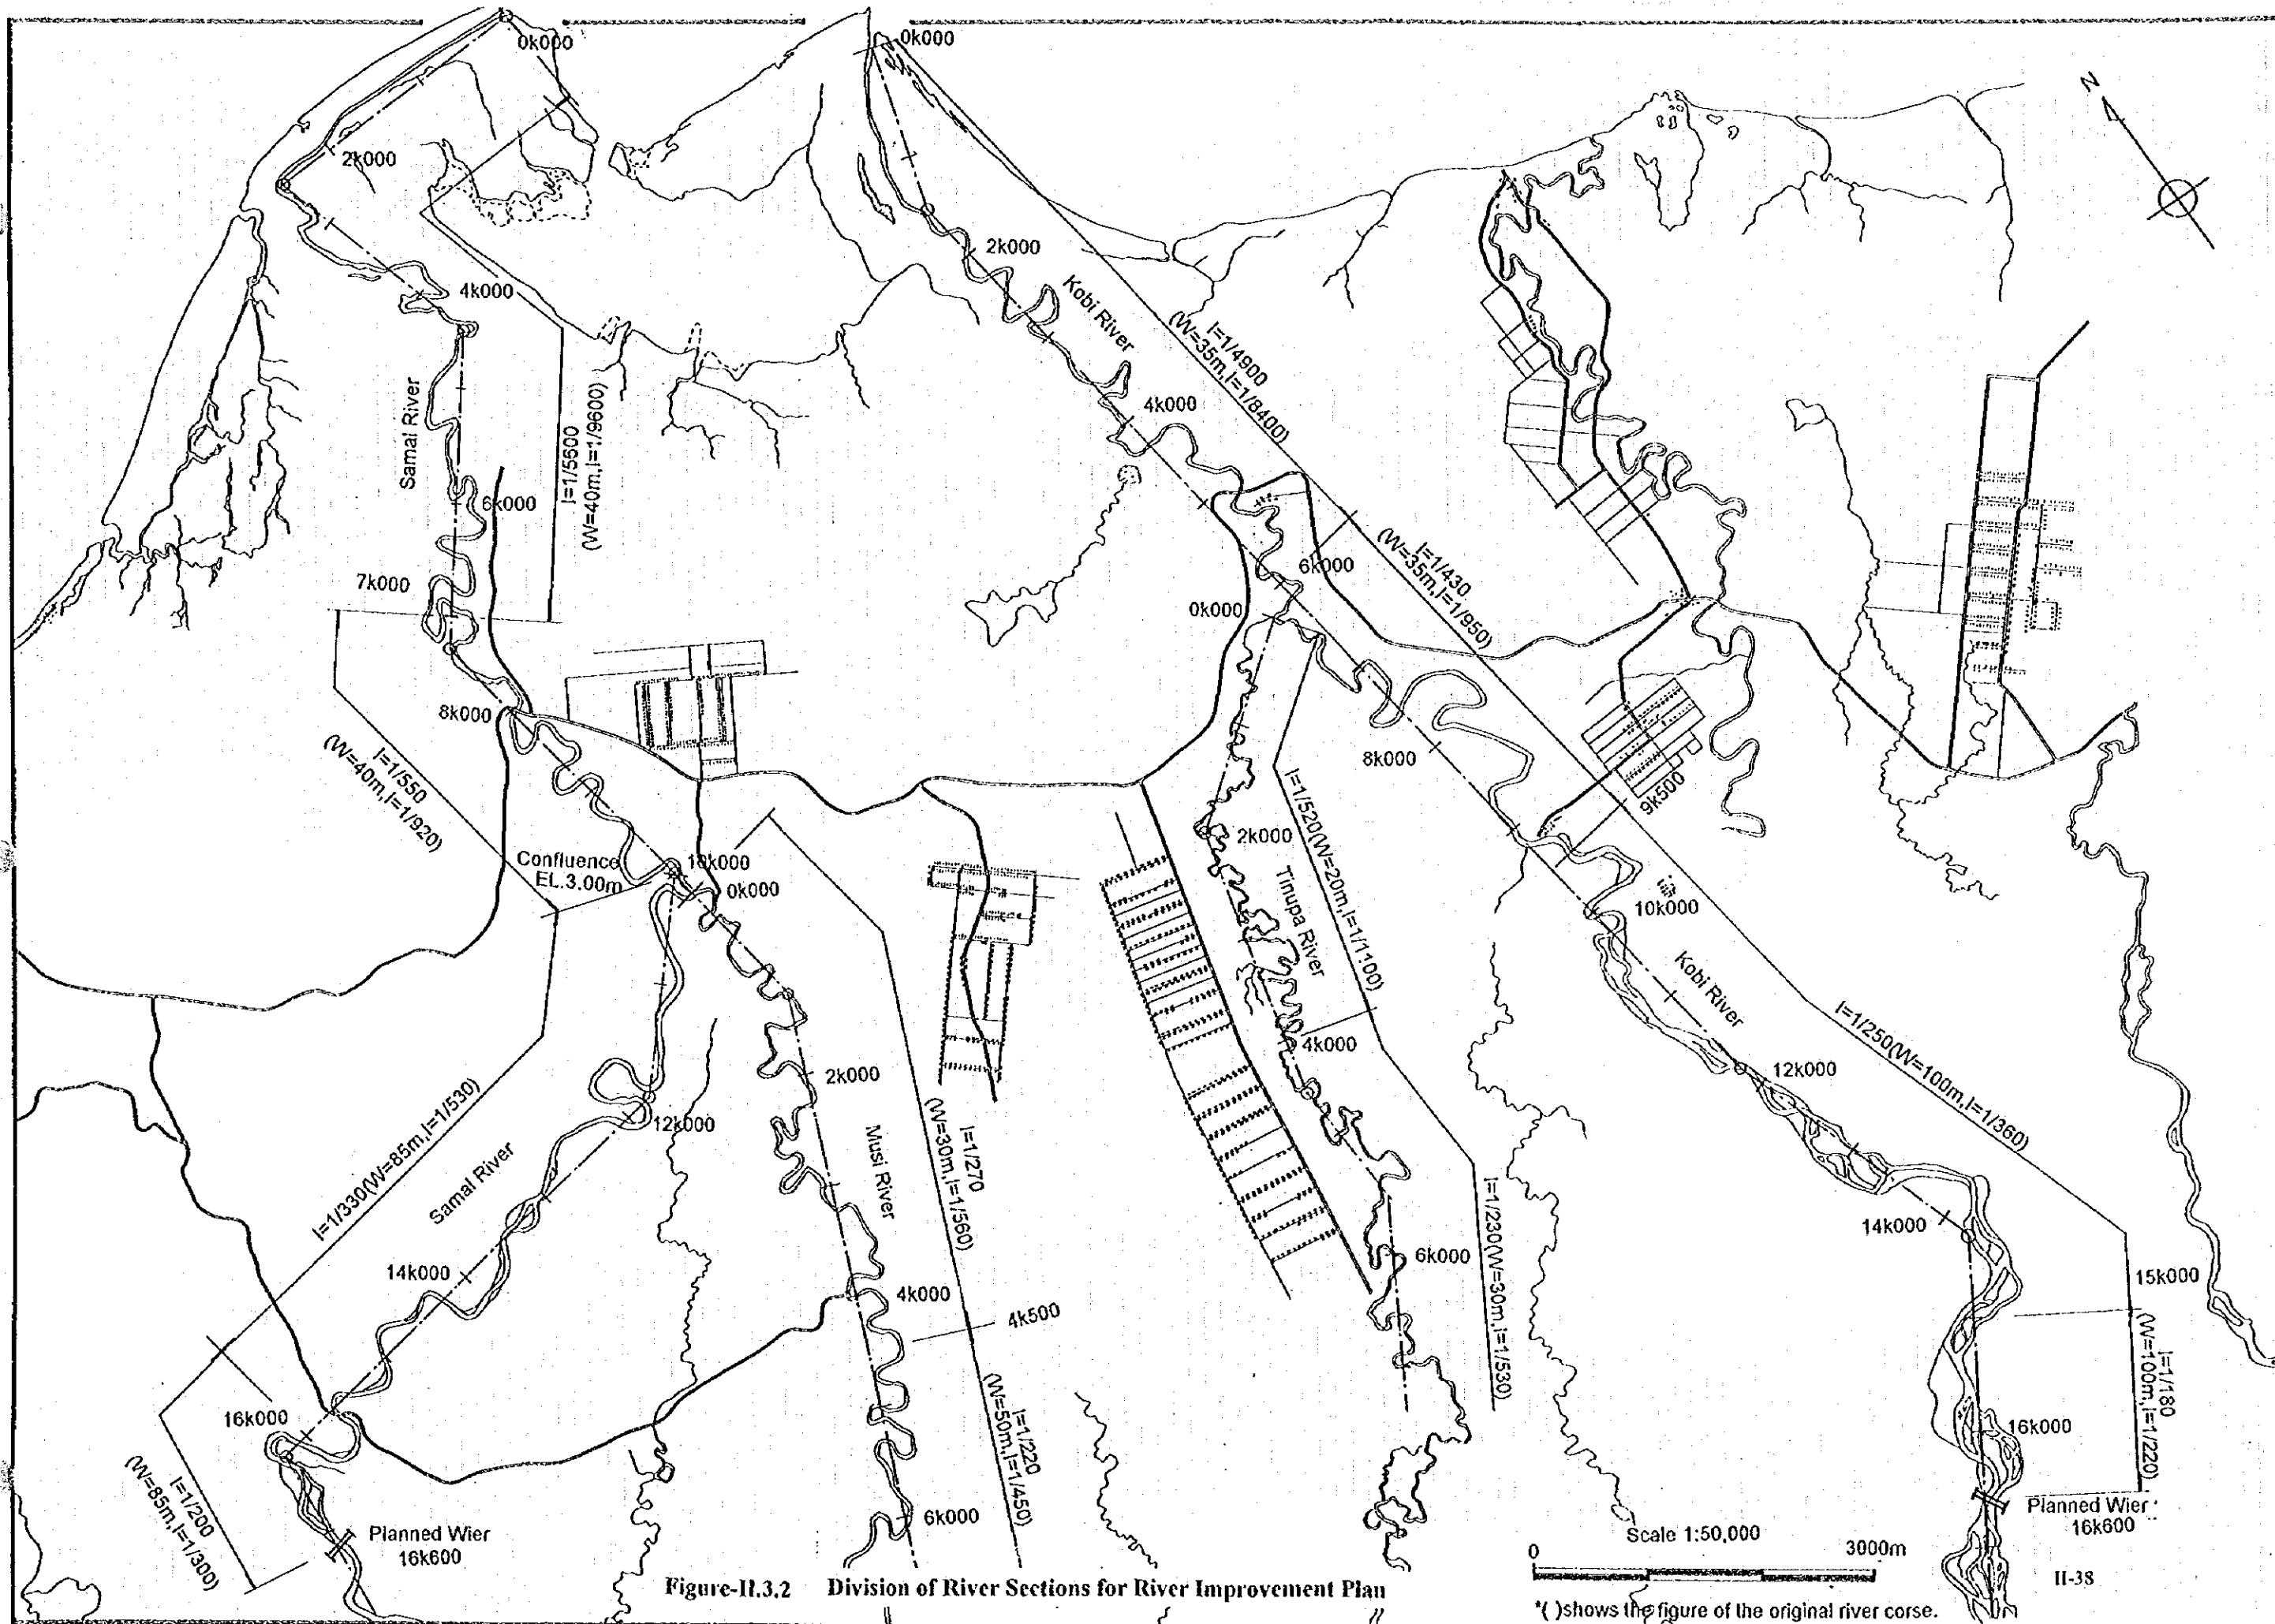 0k000
0k000
N
2k000
2k000
4k000
Kobi River
I=1/4900
(W=35m,I=1/8400)
Samal River
I=1/5600
(W=40m,I=1/9600)
4k000
6k000
7k000
6k000
I=1/430
(W=35m,I=1/950)
0k000
8k000
8k000
I=1/550
(W=40m,I=1/920)
9k500
I=1/520(W=20m,I=1/1100)
2k000
Confluence
EL.3.00m
10k000
0k000
Tinupa River
10k000
Kobi River
4k000
I=1/250(W=100m,I=1/360)
2k000
12k000
12k000
I=1/330(W=85m,I=1/530)
Samal River
Musi River
I=1/270
(W=30m,I=1/560)
I=1/230(W=30m,I=1/530)
14k000
14k000
6k000
15k000
4k000
4k500
16k000
I=1/220
(W=50m,I=1/450)
I=1/180
(W=100m,I=1/220)
16k000
I=1/200
(W=85m,I=1/300)
Planned Wier
16k600
6k000
Planned Wier
16k600
Scale 1:50,000
0 3000m
Figure-II.3.2 Division of River Sections for River Improvement Plan
II-38
*( )shows the figure of the original river corse.